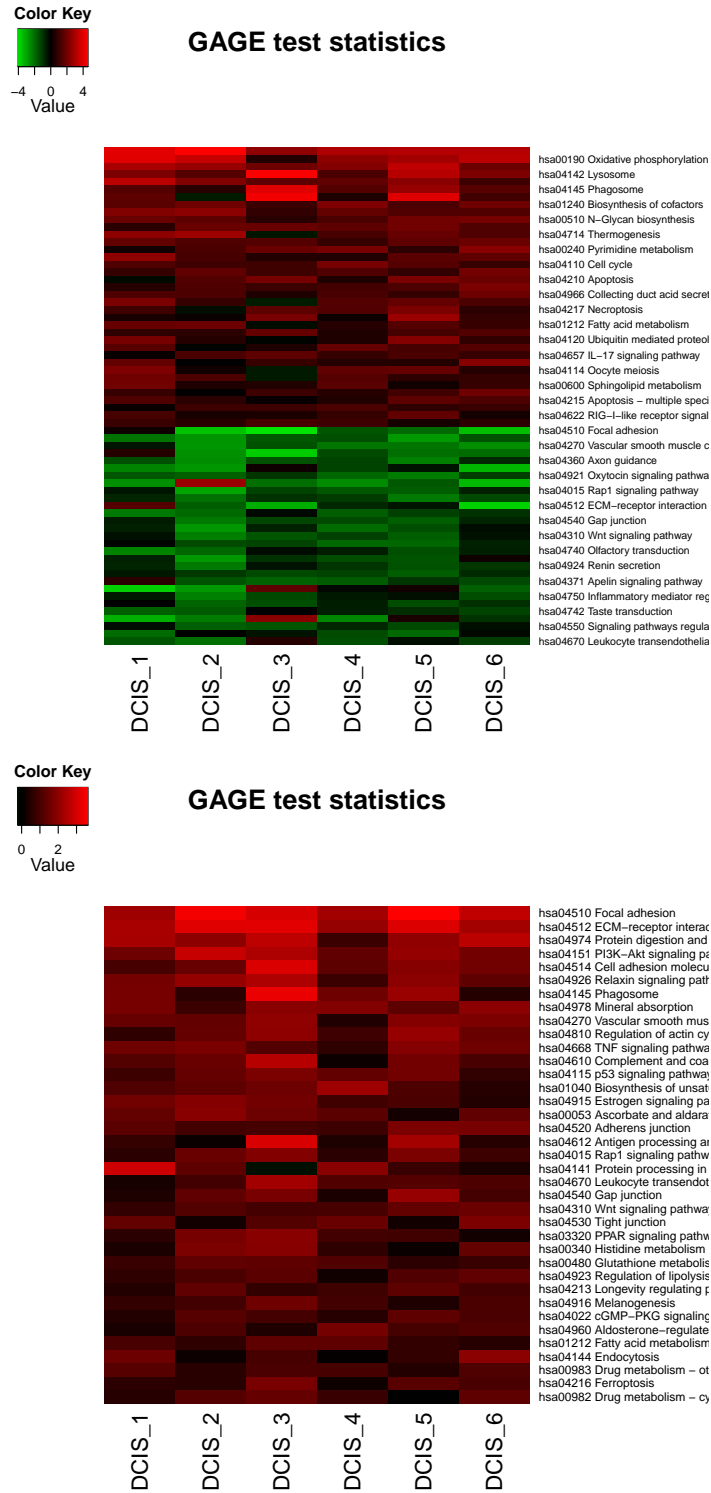 Color Key
−4 0 4
Value
GAGE test statistics
hsa00190 Oxidative phosphorylation
hsa04142 Lysosome
hsa04145 Phagosome
hsa01240 Biosynthesis of cofactors
hsa00510 N−Glycan biosynthesis
hsa04714 Thermogenesis
hsa00240 Pyrimidine metabolism
hsa04110 Cell cycle
hsa04210 Apoptosis
hsa04966 Collecting duct acid secret
hsa04217 Necroptosis
hsa01212 Fatty acid metabolism
hsa04120 Ubiquitin mediated proteol
hsa04657 IL−17 signaling pathway
hsa04114 Oocyte meiosis
hsa00600 Sphingolipid metabolism
hsa04215 Apoptosis − multiple speci
hsa04622 RIG−I−like receptor signal
hsa04510 Focal adhesion
hsa04270 Vascular smooth muscle c
hsa04360 Axon guidance
hsa04921 Oxytocin signaling pathwa
hsa04015 Rap1 signaling pathway
hsa04512 ECM−receptor interaction
hsa04540 Gap junction
hsa04310 Wnt signaling pathway
hsa04740 Olfactory transduction
hsa04924 Renin secretion
hsa04371 Apelin signaling pathway
hsa04750 Inflammatory mediator reg
hsa04742 Taste transduction
hsa04550 Signaling pathways regula
hsa04670 Leukocyte transendothelia
DCIS_1 DCIS_2 DCIS_3 DCIS_4 DCIS_5 DCIS_6
Color Key
0 2
Value
GAGE test statistics
hsa04510 Focal adhesion
hsa04512 ECM−receptor interac
hsa04974 Protein digestion and
hsa04151 PI3K−Akt signaling pa
hsa04514 Cell adhesion molecu
hsa04926 Relaxin signaling path
hsa04145 Phagosome
hsa04978 Mineral absorption
hsa04270 Vascular smooth mus
hsa04810 Regulation of actin cy
hsa04668 TNF signaling pathwa
hsa04610 Complement and coa
hsa04115 p53 signaling pathway
hsa01040 Biosynthesis of unsat
hsa04915 Estrogen signaling pa
hsa00053 Ascorbate and aldara
hsa04520 Adherens junction
hsa04612 Antigen processing an
hsa04015 Rap1 signaling pathw
hsa04141 Protein processing in
hsa04670 Leukocyte transendot
hsa04540 Gap junction
hsa04310 Wnt signaling pathway
hsa04530 Tight junction
hsa03320 PPAR signaling pathw
hsa00340 Histidine metabolism
hsa00480 Glutathione metabolis
hsa04923 Regulation of lipolysis
hsa04213 Longevity regulating p
hsa04916 Melanogenesis
hsa04022 cGMP−PKG signaling
hsa04960 Aldosterone−regulate
hsa01212 Fatty acid metabolism
hsa04144 Endocytosis
hsa00983 Drug metabolism − ot
hsa04216 Ferroptosis
hsa00982 Drug metabolism − cy
DCIS_1 DCIS_2 DCIS_3 DCIS_4 DCIS_5 DCIS_6